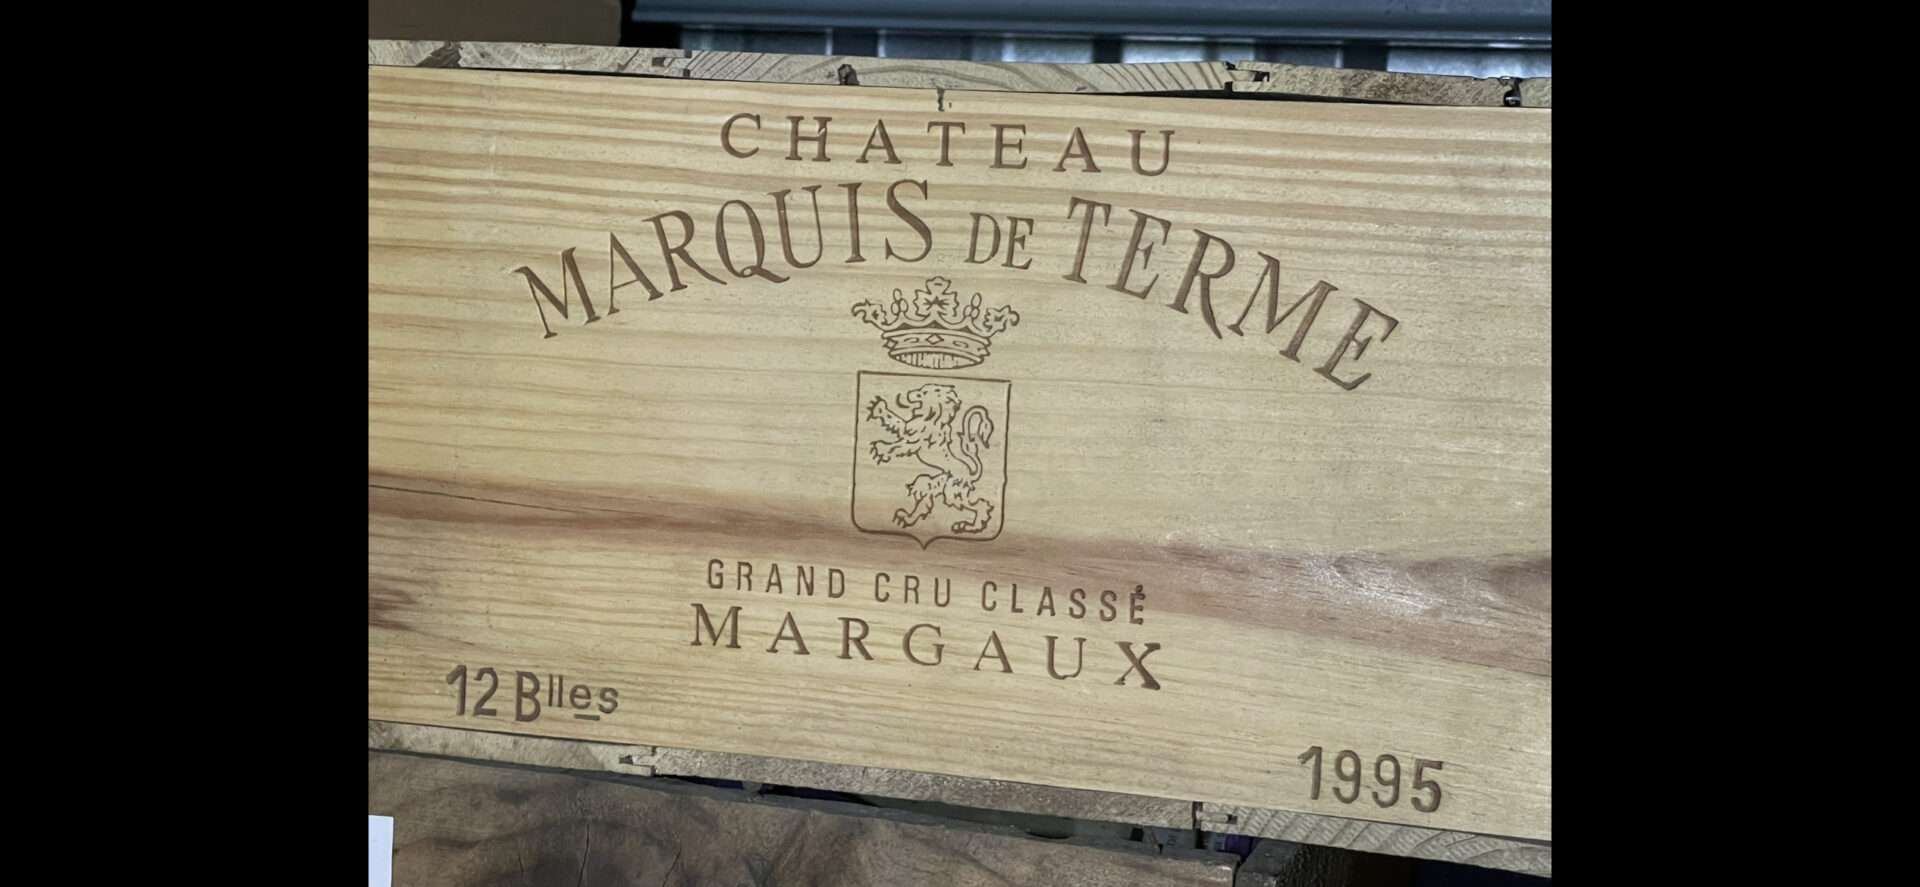 CHATEAU
MARQUIS DE TERME
GRAND CRU CLASSÉ
MARGAUX
12 Blles
1995